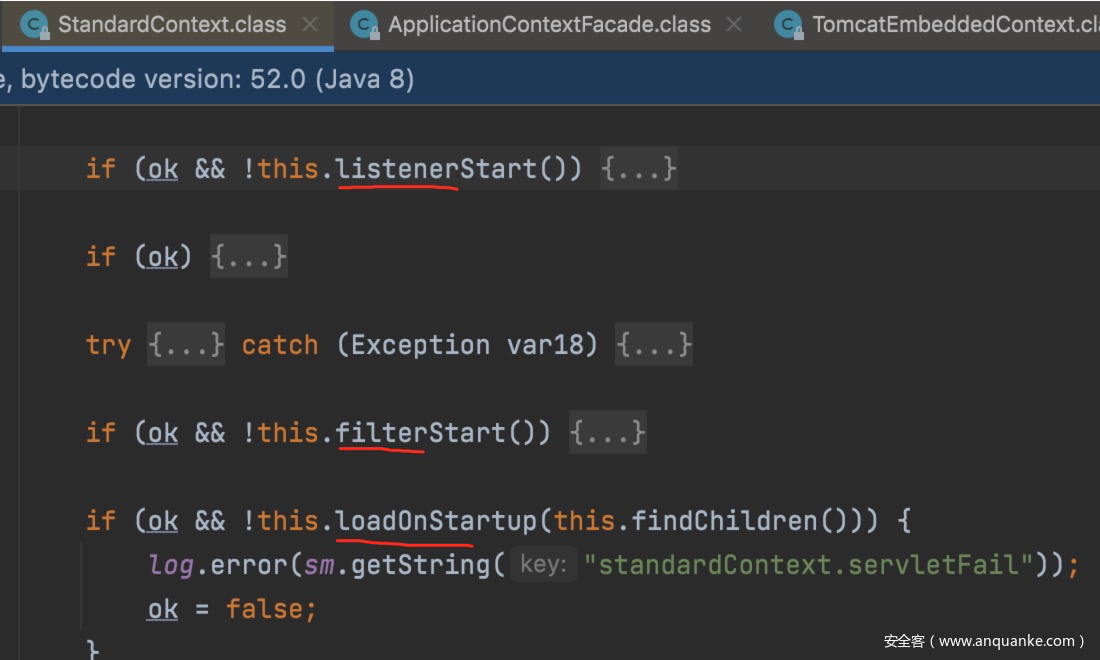 StandardContext.class × ApplicationContextFacade.class × TomcatEmbeddedContext.cl
, bytecode version: 52.0 (Java 8)
if (ok && !this.listenerStart()) {...}
if (ok) {...}
try {...} catch (Exception var18) {...}
if (ok && !this.filterStart()) {...}
if (ok && !this.loadOnStartup(this.findChildren())) {
log.error(sm.getString( key: "standardContext.servletFail"));
ok = false;
}
安全客（www.anquanke.com）